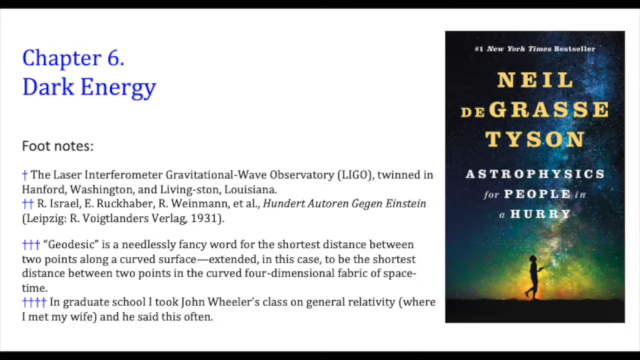 Chapter 6.
Dark Energy
Foot notes:
† The Laser Interferometer Gravitational-Wave Observatory (LIGO), twinned in
Hanford, Washington, and Living-ston, Louisiana.
†† R. Israel, E. Ruckhaber, R. Weinmann, et al., Hundert Autoren Gegen Einstein
(Leipzig: R. Voigtlanders Verlag, 1931).
††† “Geodesic” is a needlessly fancy word for the shortest distance between
two points along a curved surface—extended, in this case, to be the shortest
distance between two points in the curved four-dimensional fabric of space-
time.
†††† In graduate school I took John Wheeler’s class on general relativity (where
I met my wife) and he said this often.
#1 New York Times Bestseller
NEIL
DEGRASSE
TYSON
ASTROPHYSICS
for PEOPLE in
a HURRY